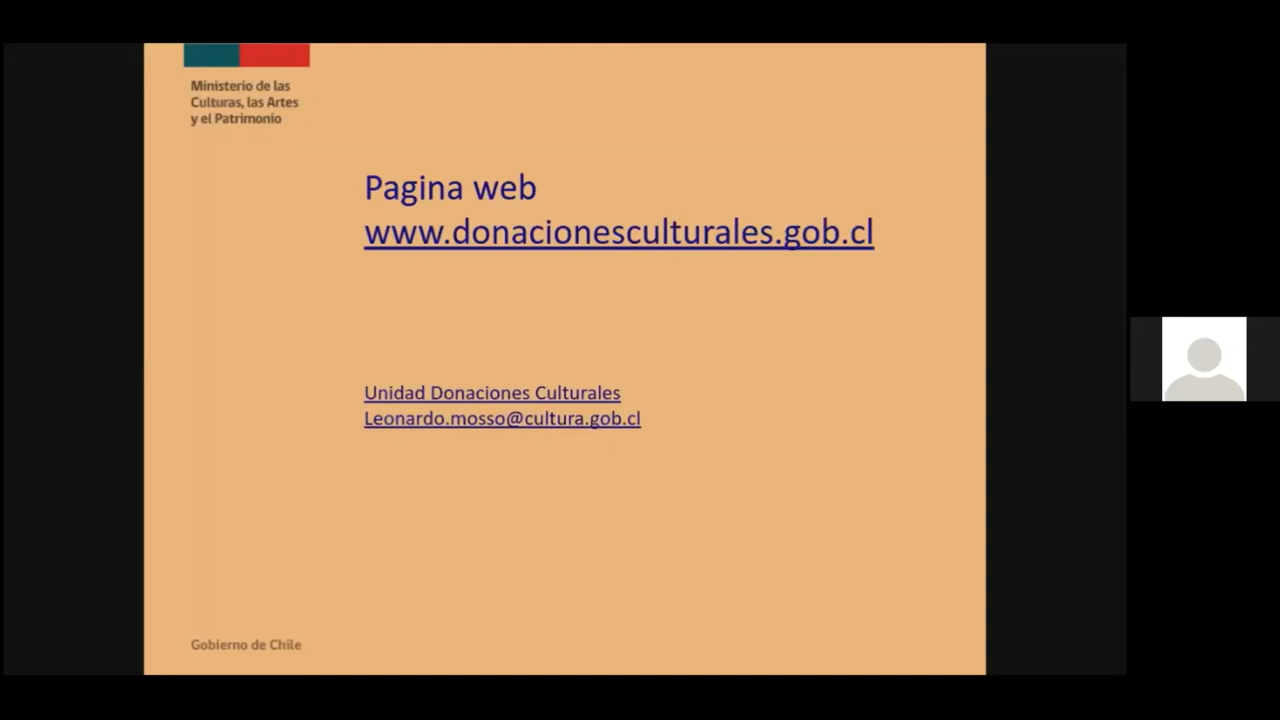 Ministerio de las
Culturas, las Artes
y el Patrimonio
Pagina web
www.donacionesculturales.gob.cl
Unidad Donaciones Culturales
Leonardo.mosso@cultura.gob.cl
Gobierno de Chile